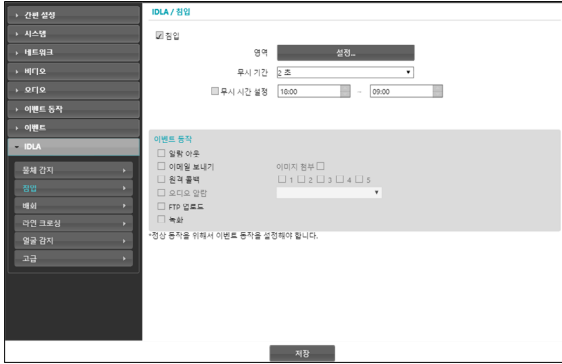 간편 설정
시스템
네트워크
비디오
오디오
이벤트 동작
이벤트
IDLA
물체 감지
침입
배회
라인 크로싱
얼굴 감지
고급
IDLA / 침입
침입
영역 설정...
무시 기간 2 초
무시 시간 설정 18:00 ~ 09:00
이벤트 동작
알람 아웃
이메일 보내기 이미지 첨부
원격 콜백 1 2 3 4 5
오디오 알람
FTP 업로드
녹화
*정상 동작을 위해서 이벤트 동작을 설정해야 합니다.
저장